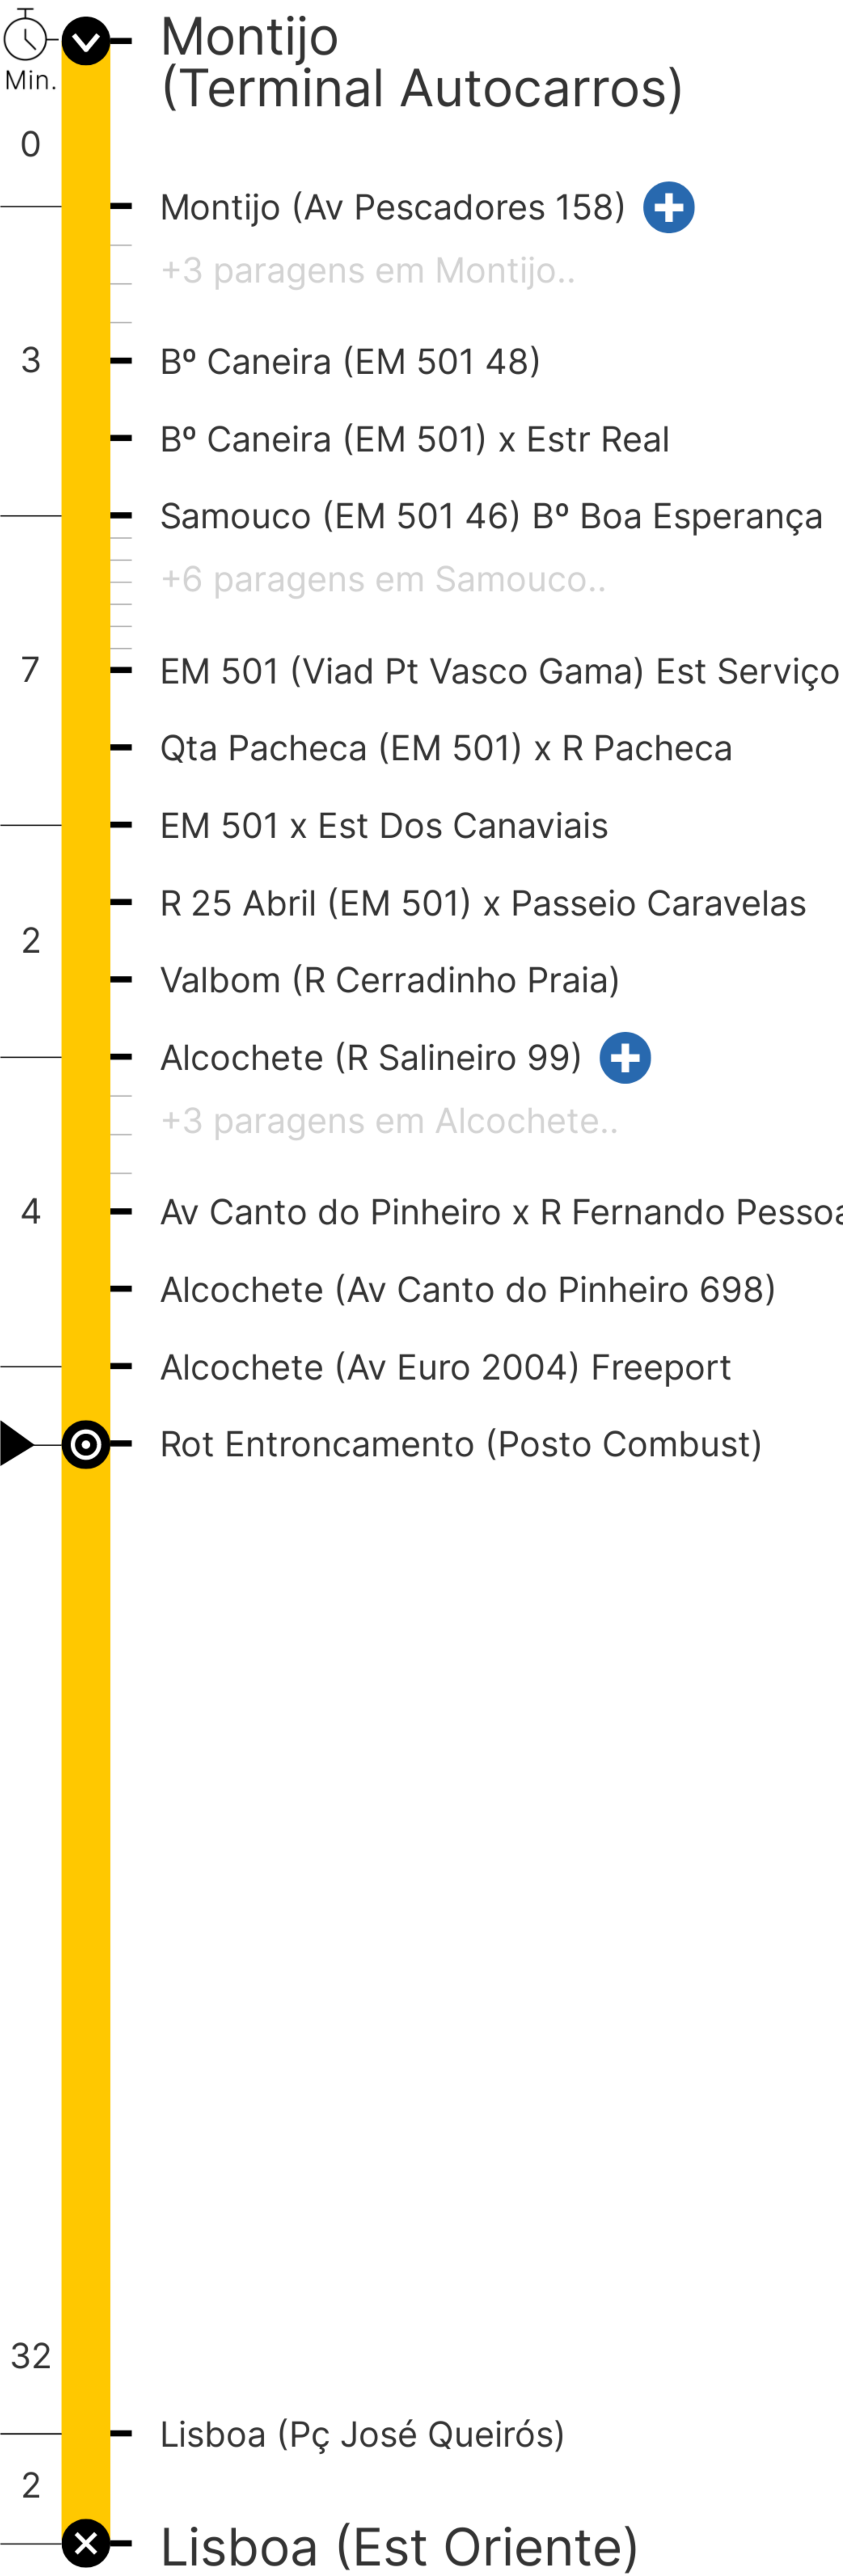 Montijo
(Terminal Autocarros)
Min.
0
Montijo (Av Pescadores 158)
+3 paragens em Montijo..
3
Bº Caneira (EM 501 48)
Bº Caneira (EM 501) x Estr Real
Samouco (EM 501 46) Bº Boa Esperança
+6 paragens em Samouco..
7
EM 501 (Viad Pt Vasco Gama) Est Serviço
Qta Pacheca (EM 501) x R Pacheca
EM 501 x Est Dos Canaviais
R 25 Abril (EM 501) x Passeio Caravelas
2
Valbom (R Cerradinho Praia)
Alcochete (R Salineiro 99)
+3 paragens em Alcochete..
4
Av Canto do Pinheiro x R Fernando Pessoa
Alcochete (Av Canto do Pinheiro 698)
Alcochete (Av Euro 2004) Freeport
Rot Entroncamento (Posto Combust)
32
Lisboa (Pç José Queirós)
2
Lisboa (Est Oriente)